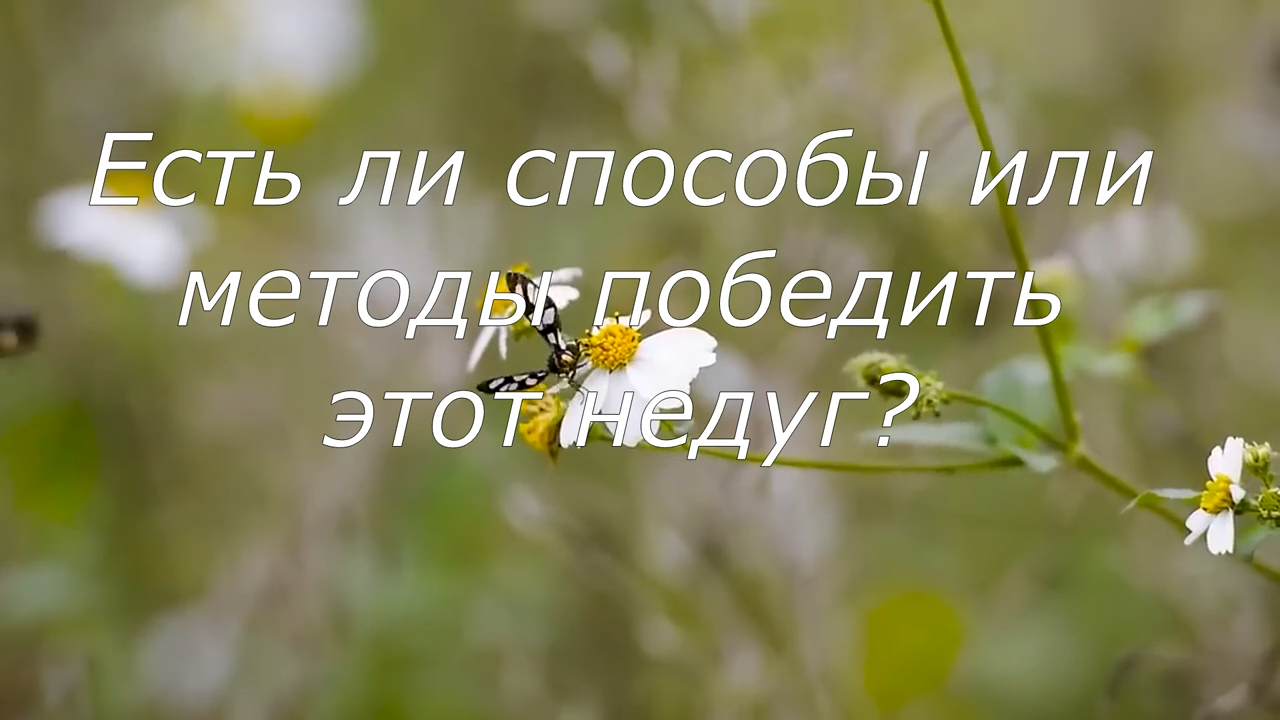 Есть ли способы или
методы победить
этот недуг?